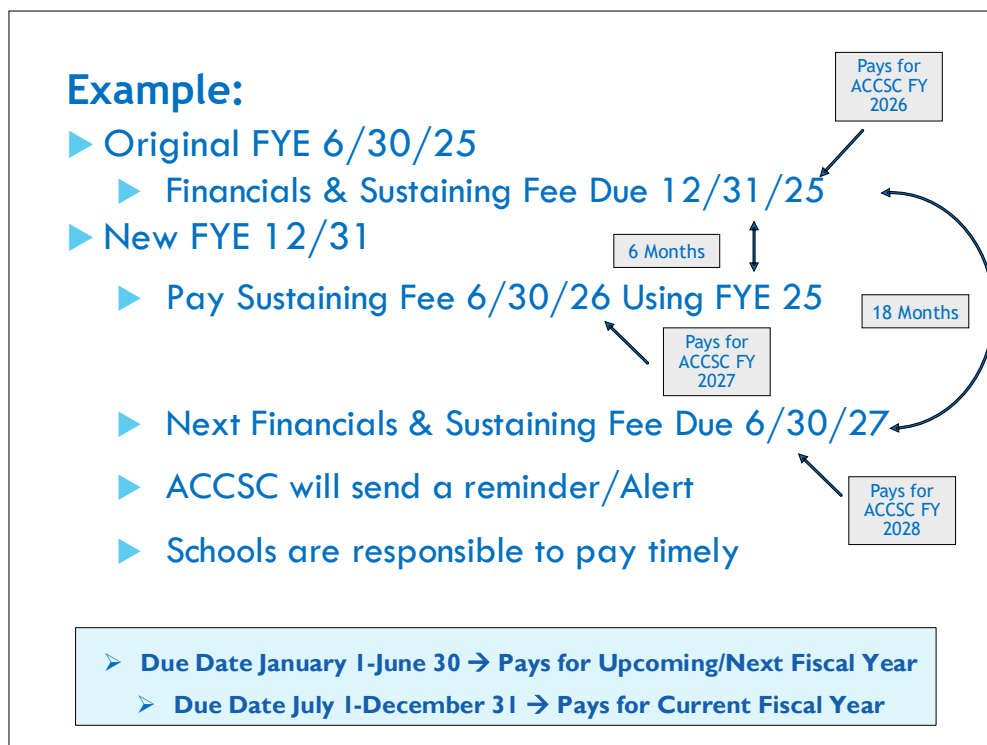 Pays for
ACCSC FY
2026
Example:
Original FYE 6/30/25
Financials & Sustaining Fee Due 12/31/25
New FYE 12/31
6 Months
Pay Sustaining Fee 6/30/26 Using FYE 25
18 Months
Pays for
ACCSC FY
2027
Next Financials & Sustaining Fee Due 6/30/27
ACCSC will send a reminder/Alert
Pays for
ACCSC FY
2028
Schools are responsible to pay timely
Due Date January 1-June 30 → Pays for Upcoming/Next Fiscal Year
Due Date July 1-December 31 → Pays for Current Fiscal Year